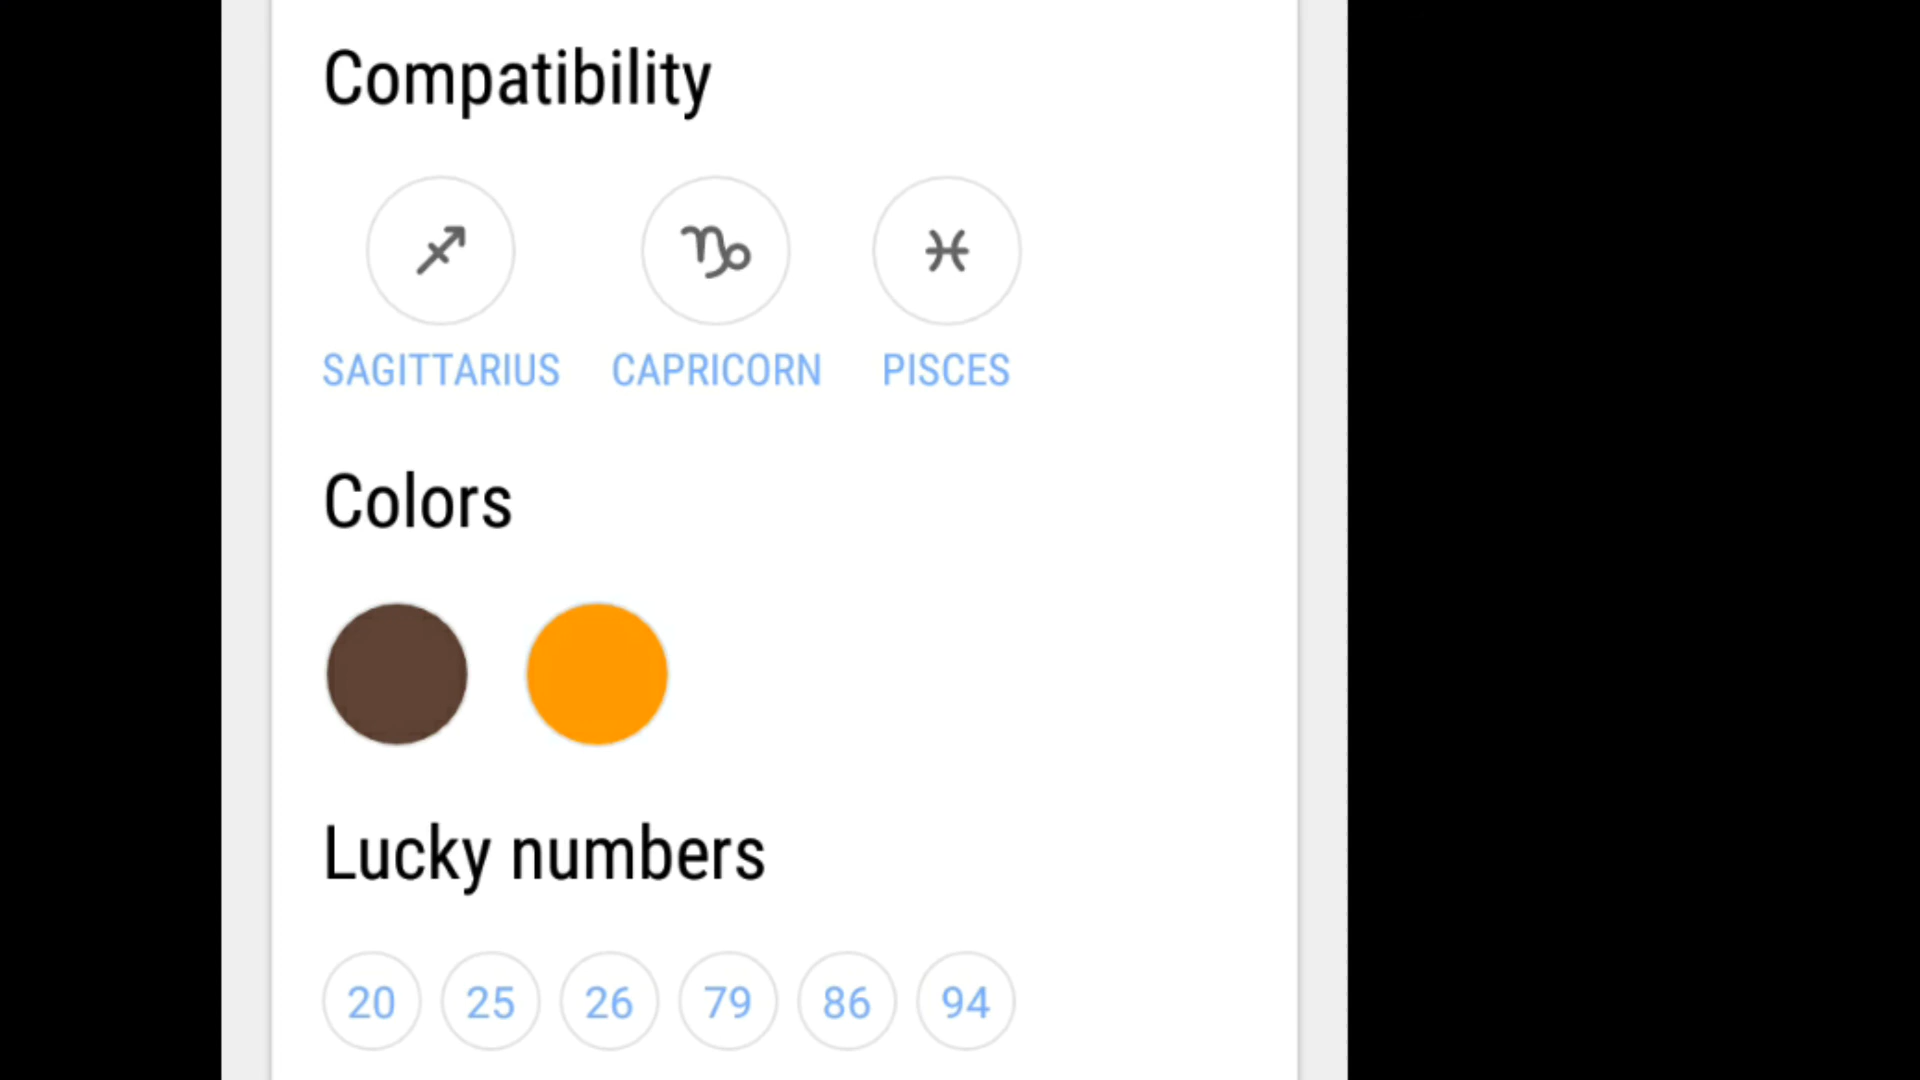 Compatibility
SAGITTARIUS CAPRICORN PISCES
Colors
Lucky numbers
20 25 26 79 86 94